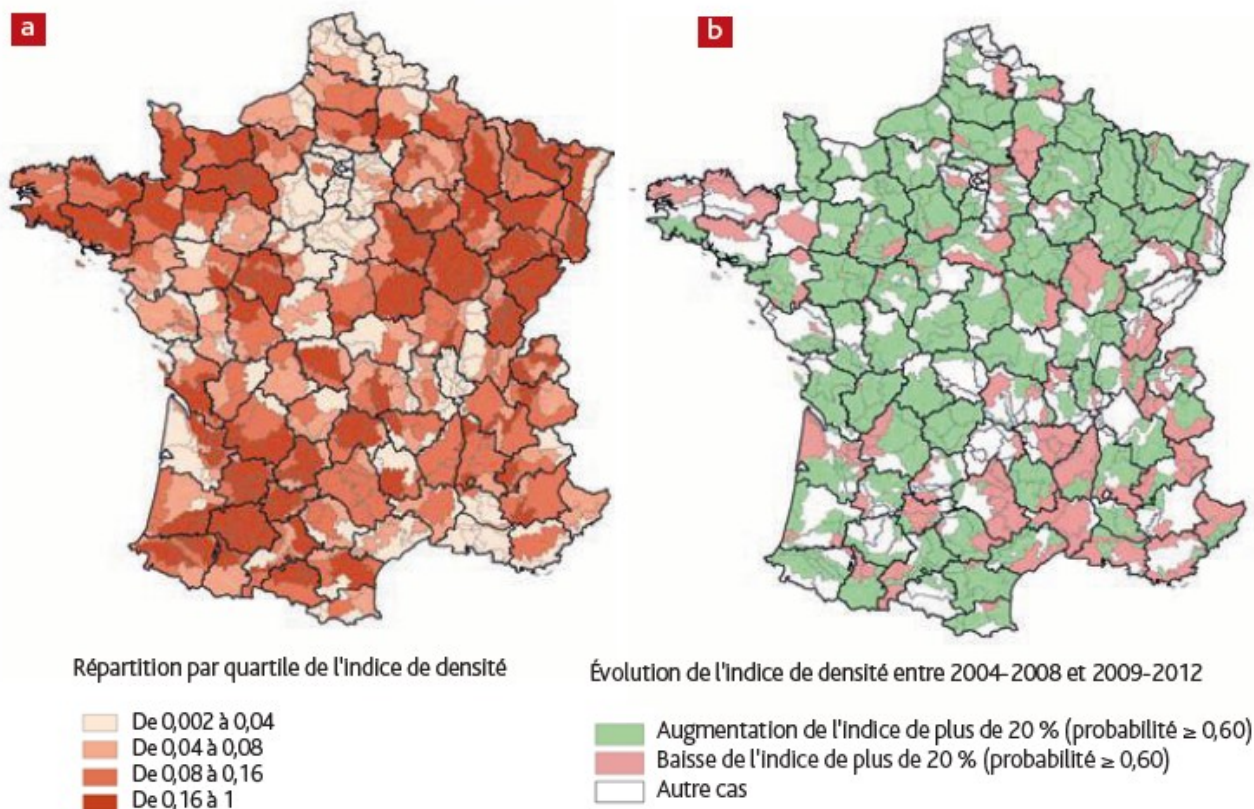 a
b
Répartition par quartile de l'indice de densité
De 0,002 à 0,04
De 0,04 à 0,08
De 0,08 à 0,16
De 0,16 à 1
Évolution de l'indice de densité entre 2004-2008 et 2009-2012
Augmentation de l'indice de plus de 20 % (probabilité ≥ 0,60)
Baisse de l'indice de plus de 20 % (probabilité ≥ 0,60)
Autre cas